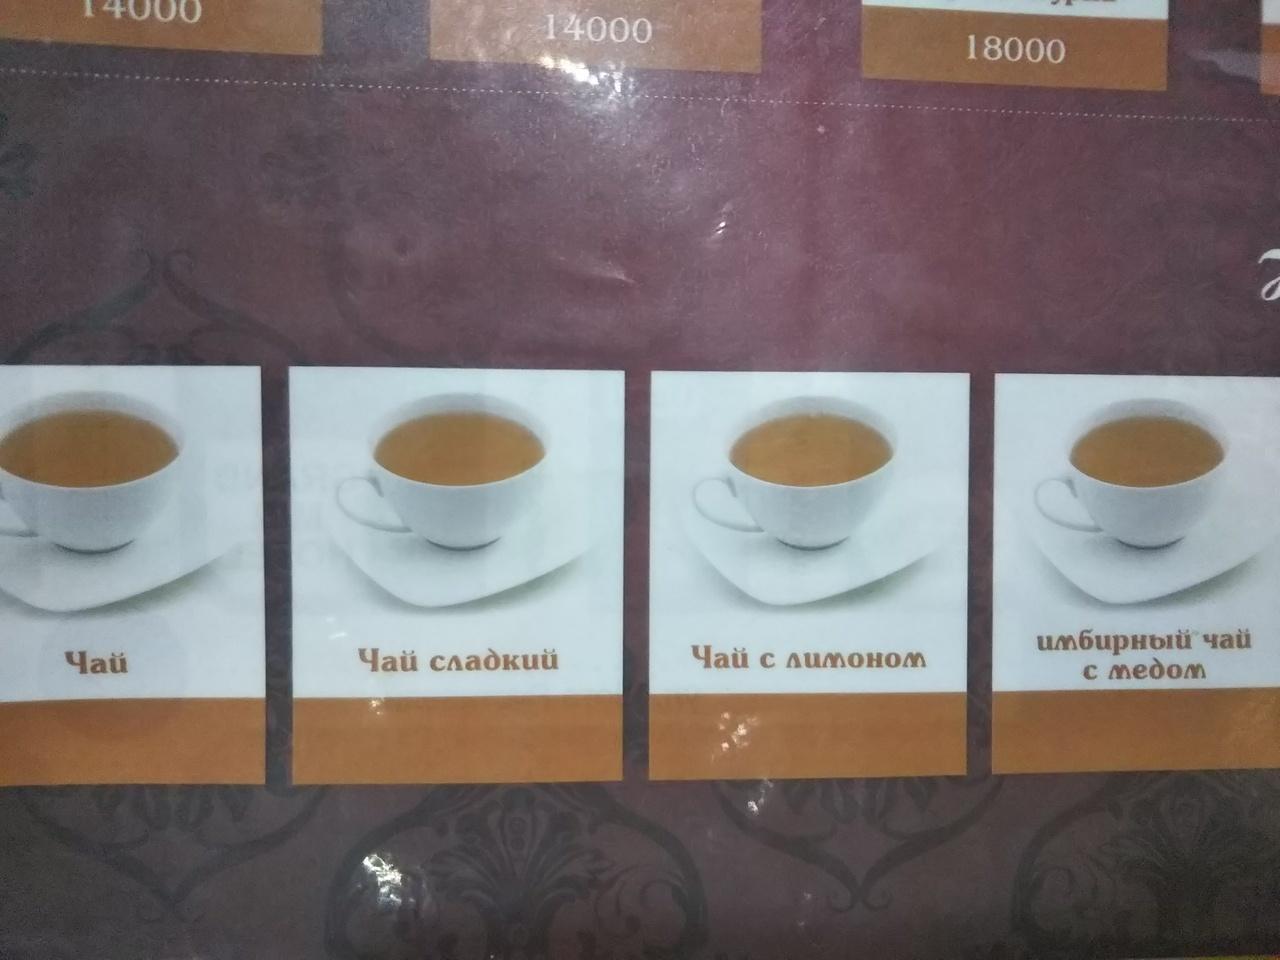 14000
14000
18000
Чай
Чай сладкий
Чай с лимоном
имбирный чай
с медом